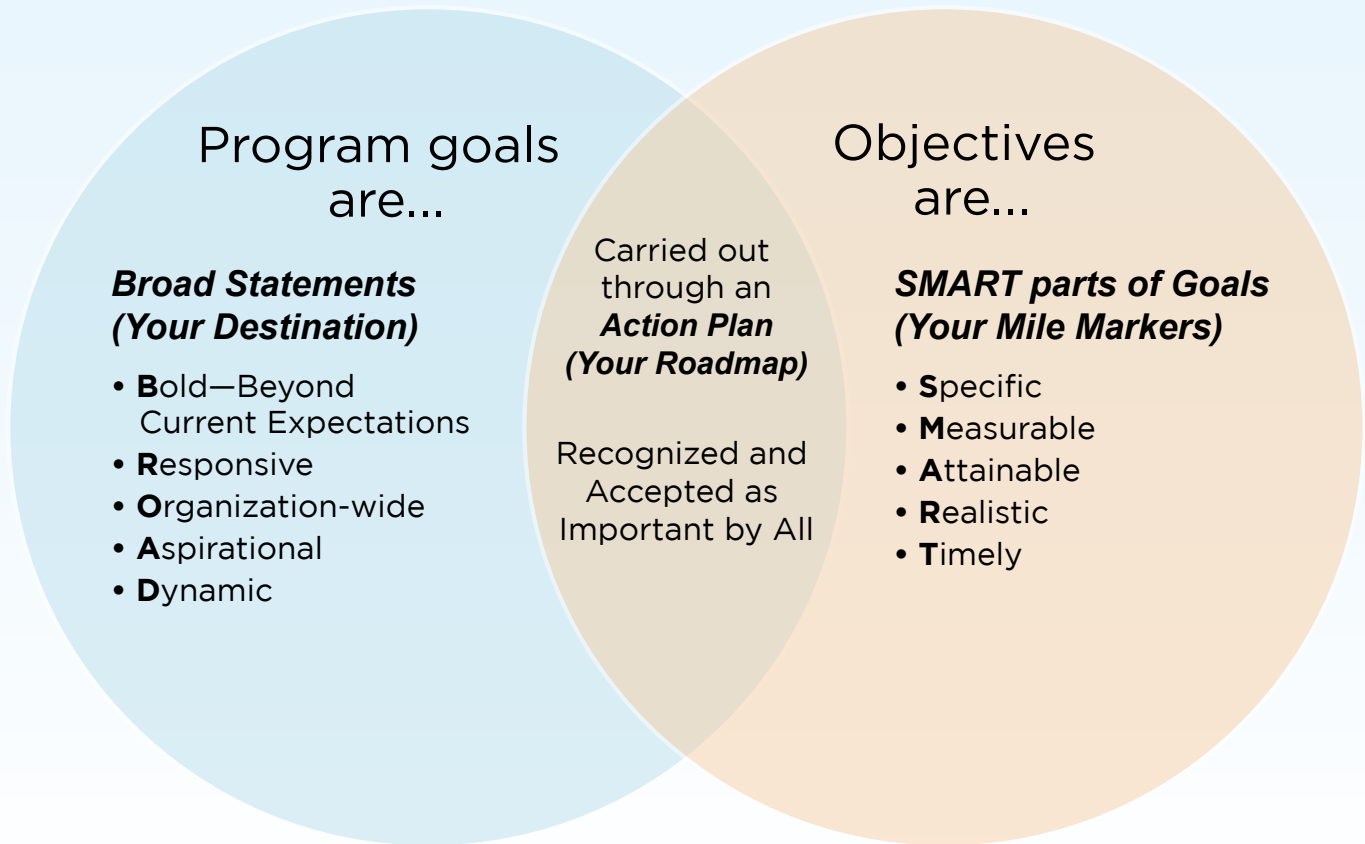 Program goals
are...
Broad Statements
(Your Destination)
• Bold—Beyond
Current Expectations
• Responsive
• Organization-wide
• Aspirational
• Dynamic
Carried out
through an
Action Plan
(Your Roadmap)
Recognized and
Accepted as
Important by All
Objectives
are...
SMART parts of Goals
(Your Mile Markers)
• Specific
• Measurable
• Attainable
• Realistic
• Timely